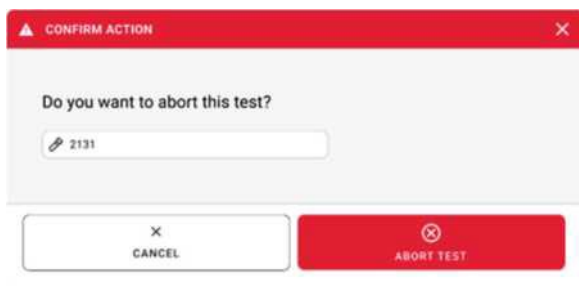 CONFIRM ACTION
Do you want to abort this test?
2131
CANCEL
ABORT TEST